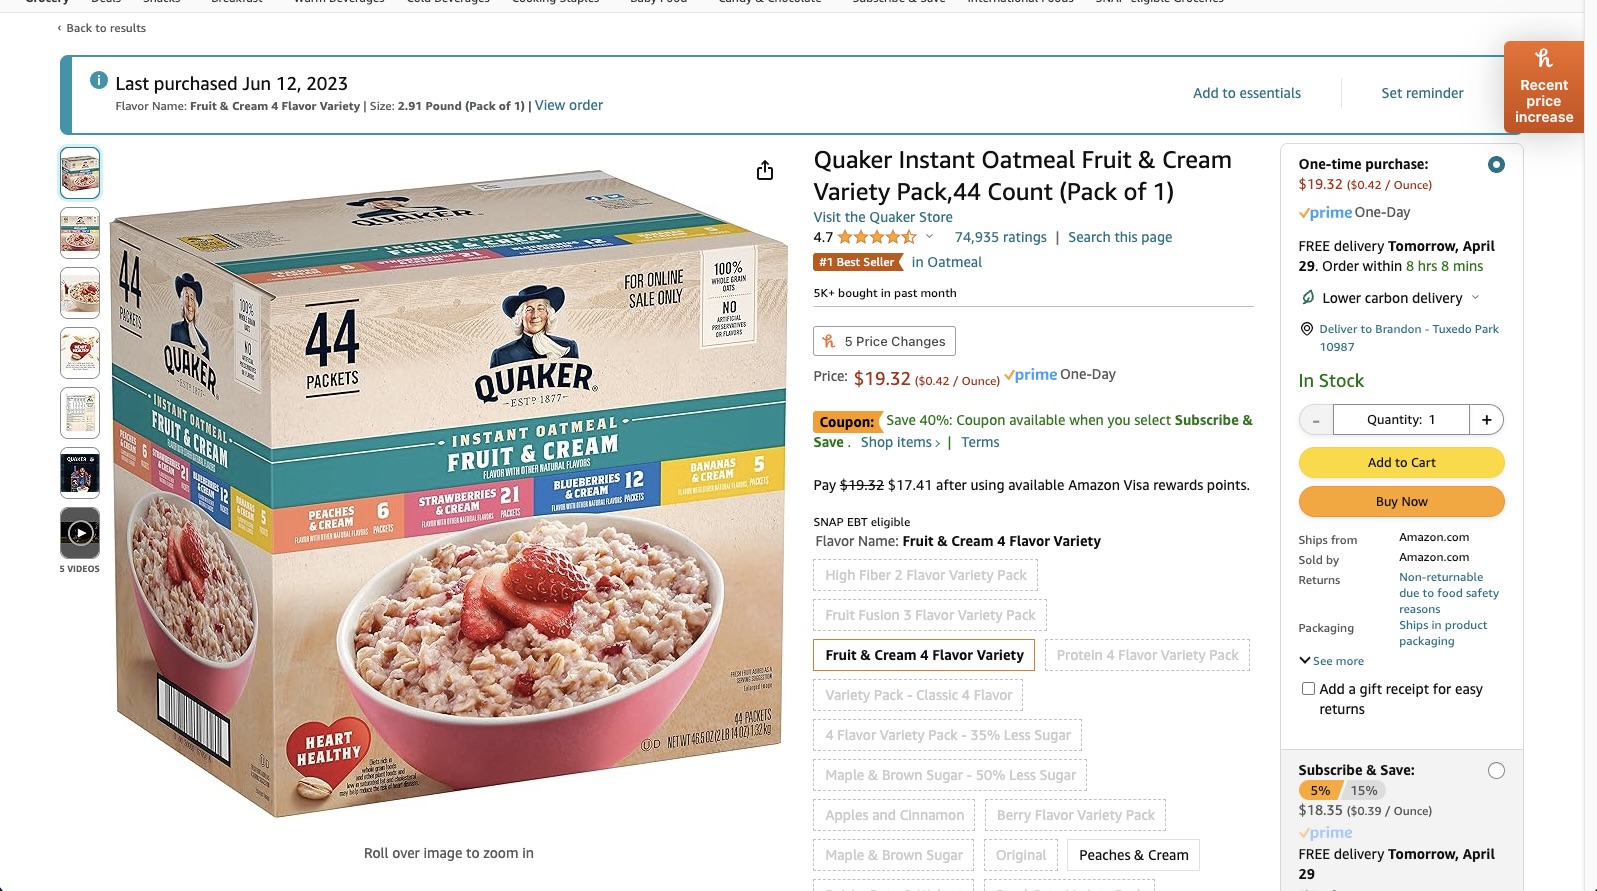 ‹ Back to results
Last purchased Jun 12, 2023
Flavor Name: Fruit & Cream 4 Flavor Variety | Size: 2.91 Pound (Pack of 1) | View order
Add to essentials
Set reminder
Recent
price
increase
44
PACKETS
QUAKER
EST? 1877
100%
WHOLE GRAIN
OATS
NO
ARTIFICIAL
PRESERVATIVES
OR FLAVORS
FOR ONLINE
SALE ONLY
44
PACKETS
QUAKER
-ESTD 1877-
INSTANT OATMEAL
FRUIT & CREAM
FLAVOR WITH OTHER NATURAL FLAVORS
PEACHES & CREAM 6 PACKETS
STRAWBERRIES & CREAM 21 PACKETS
BLUEBERRIES & CREAM 12 PACKETS
BANANAS & CREAM 5 PACKETS
HEART
HEALTHY
44 PACKETS
NET WT 46.5 OZ (2 LB 14 OZ) 1.32 kg
5 VIDEOS
Roll over image to zoom in
Quaker Instant Oatmeal Fruit & Cream
Variety Pack,44 Count (Pack of 1)
Visit the Quaker Store
4.7
74,935 ratings | Search this page
#1 Best Seller in Oatmeal
5K+ bought in past month
5 Price Changes
Price: $19.32 ($0.42 / Ounce) prime One-Day
Coupon: Save 40%: Coupon available when you select Subscribe &
Save . Shop items › | Terms
Pay $19.32 $17.41 after using available Amazon Visa rewards points.
SNAP EBT eligible
Flavor Name: Fruit & Cream 4 Flavor Variety
High Fiber 2 Flavor Variety Pack
Fruit Fusion 3 Flavor Variety Pack
Fruit & Cream 4 Flavor Variety
Protein 4 Flavor Variety Pack
Variety Pack - Classic 4 Flavor
4 Flavor Variety Pack - 35% Less Sugar
Maple & Brown Sugar - 50% Less Sugar
Apples and Cinnamon
Berry Flavor Variety Pack
Maple & Brown Sugar
Original
Peaches & Cream
One-time purchase:
$19.32 ($0.42 / Ounce)
prime One-Day
FREE delivery Tomorrow, April
29. Order within 8 hrs 8 mins
Lower carbon delivery
Deliver to Brandon - Tuxedo Park
10987
In Stock
- Quantity: 1 +
Add to Cart
Buy Now
Ships from Amazon.com
Sold by Amazon.com
Returns Non-returnable
due to food safety
reasons
Packaging Ships in product
packaging
See more
Add a gift receipt for easy
returns
Subscribe & Save:
5% 15%
$18.35 ($0.39 / Ounce)
prime
FREE delivery Tomorrow, April
29